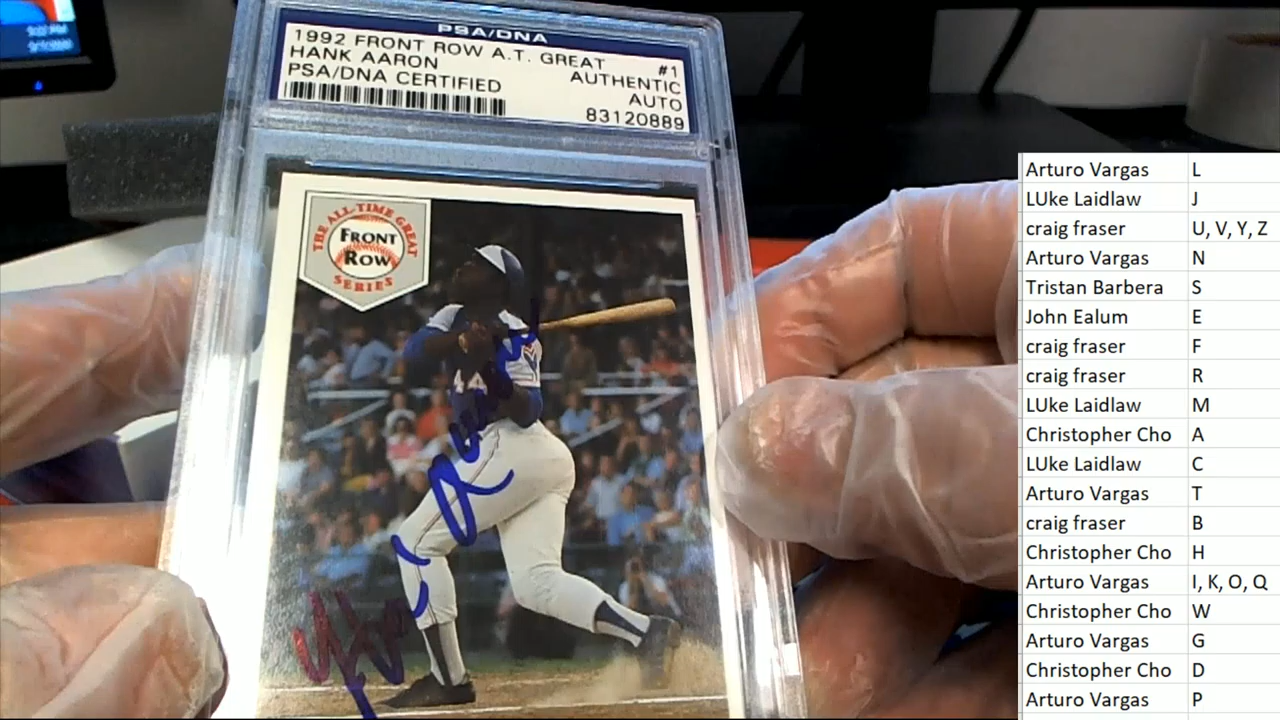 PSA/DNA
1992 FRONT ROW A.T. GREAT #1
HANK AARON AUTHENTIC
PSA/DNA CERTIFIED AUTO
83120889
THE ALL TIME GREAT
FRONT
ROW
SERIES
44
Hank Aaron
Arturo Vargas L
LUke Laidlaw J
craig fraser U, V, Y, Z
Arturo Vargas N
Tristan Barbera S
John Ealum E
craig fraser F
craig fraser R
LUke Laidlaw M
Christopher Cho A
LUke Laidlaw C
Arturo Vargas T
craig fraser B
Christopher Cho H
Arturo Vargas I, K, O, Q
Christopher Cho W
Arturo Vargas G
Christopher Cho D
Arturo Vargas P